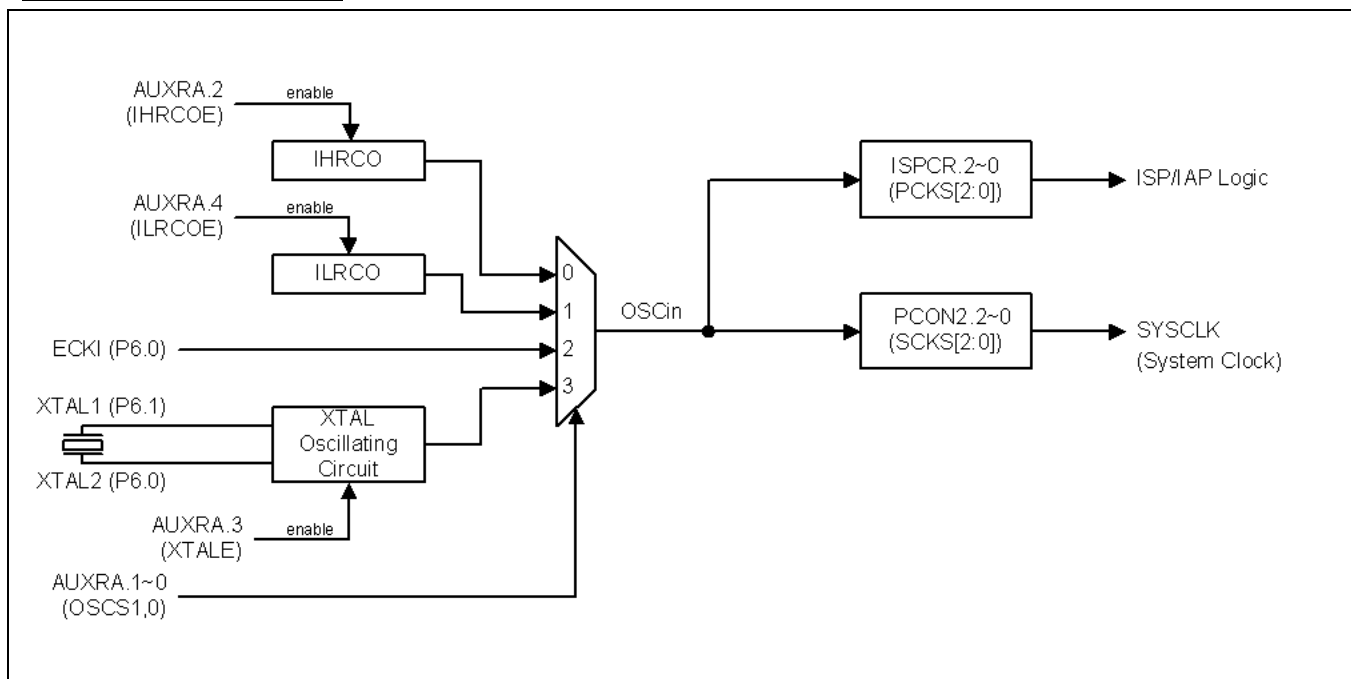 AUXRA.2
(IHRCOE)
enable
IHRCO
AUXRA.4
(ILRCOE)
enable
ILRCO
ECKI (P6.0)
XTAL1 (P6.1)
XTAL2 (P6.0)
XTAL
Oscillating
Circuit
AUXRA.3
(XTALE)
enable
AUXRA.1~0
(OSCS1,0)
0
1
2
3
OSCin
ISPCR.2~0
(PCKS[2:0])
ISP/IAP Logic
PCON2.2~0
(SCKS[2:0])
SYSCLK
(System Clock)